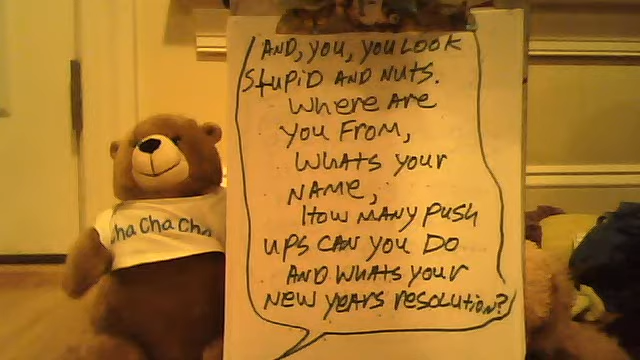 AND, YOU, YOU LOOK
STUPID AND NUTS.
WHERE ARE
YOU FROM,
WHATS YOUR
NAME,
HOW MANY PUSH
UPS CAN YOU DO
AND WHATS YOUR
NEW YEARS RESOLUTION?
ha Cha Cha